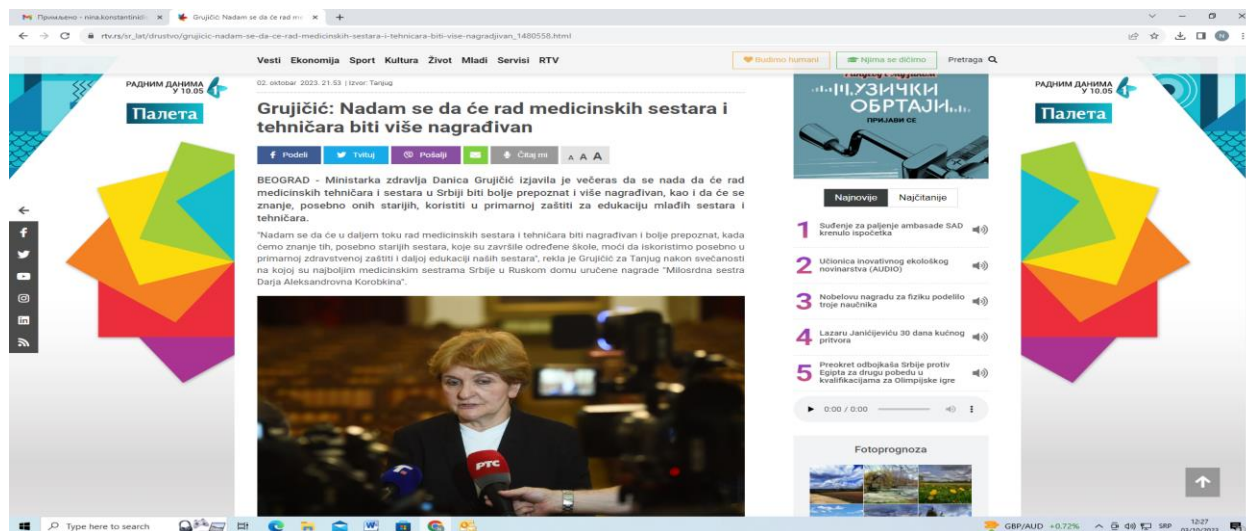 Примљено - nina.konstantinić
Grujičić: Nadam se da će rad me
rtv.rs/sr_lat/drustvo/grujicic-nadam-se-da-ce-rad-medicinskih-sestara-i-tehnicara-biti-vise-nagradjivan_1480558.html
Vesti Ekonomija Sport Kultura Život Mladi Servisi RTV
Budimo humani
Njima se dičimo
Pretraga
РАДНИМ ДАНИМА
У 10.05
Палета
02. oktobar 2023. 21:53 | Izvor: Tanjug
Grujičić: Nadam se da će rad medicinskih sestara i
tehničara biti više nagrađivan
Podeli
Tvituj
Pošalji
Čitaj mi
A A A
BEOGRAD - Ministarka zdravlja Danica Grujičić izjavila je večeras da se nada da će rad
medicinskih tehničara i sestara u Srbiji biti bolje prepoznat i više nagrađivan, kao i da će se
znanje, posebno onih starijih, koristiti u primarnoj zaštiti za edukaciju mlađih sestara i
tehničara.
"Nadam se da će u daljem toku rad medicinskih sestara i tehničara biti nagrađivan i bolje prepoznat, kada
ćemo znanje tih, posebno starijih sestara, koje su završile određene škole, moći da iskoristimo posebno u
primarnoj zdravstvenoj zaštiti i daljoj edukaciji naših sestara", rekla je Grujičić za Tanjug nakon svečanosti
na kojoj su najboljim medicinskim sestrama Srbije u Ruskom domu uručene nagrade "Milosrdna sestra
Darja Aleksandrovna Korobkina".
РТС
МУЗИЧКИ
ОБРТАЈИ
ПРИЈАВИ СЕ
Najnovije
Najčitanije
1 Suđenje za paljenje ambasade SAD
krenulo ispočetka
2 Učionica inovativnog ekološkog
novinarstva (AUDIO)
3 Nobelovu nagradu za fiziku podelilo
troje naučnika
4 Lazaru Janićijeviću 30 dana kućnog
pritvora
5 Preokret odbojkaša Srbije protiv
Egipta za drugu pobedu u
kvalifikacijama za Olimpijske igre
0:00 / 0:00
Fotoprognoza
РАДНИМ ДАНИМА
У 10.05
Палета
Type here to search
GBP/AUD +0.72%
SRP
12:27
03/10/2023